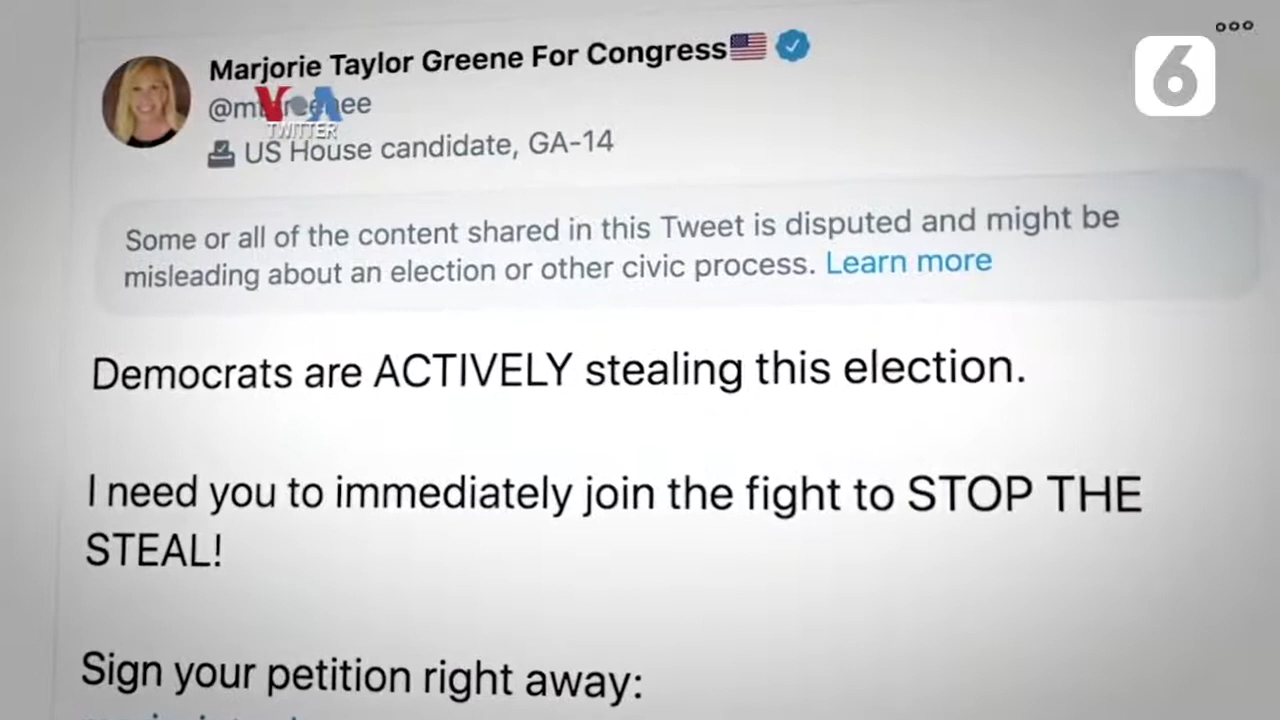 Marjorie Taylor Greene For Congress
6
VOA
TWITTER
US House candidate, GA-14
Some or all of the content shared in this Tweet is disputed and might be
misleading about an election or other civic process. Learn more
Democrats are ACTIVELY stealing this election.
I need you to immediately join the fight to STOP THE
STEAL!
Sign your petition right away: